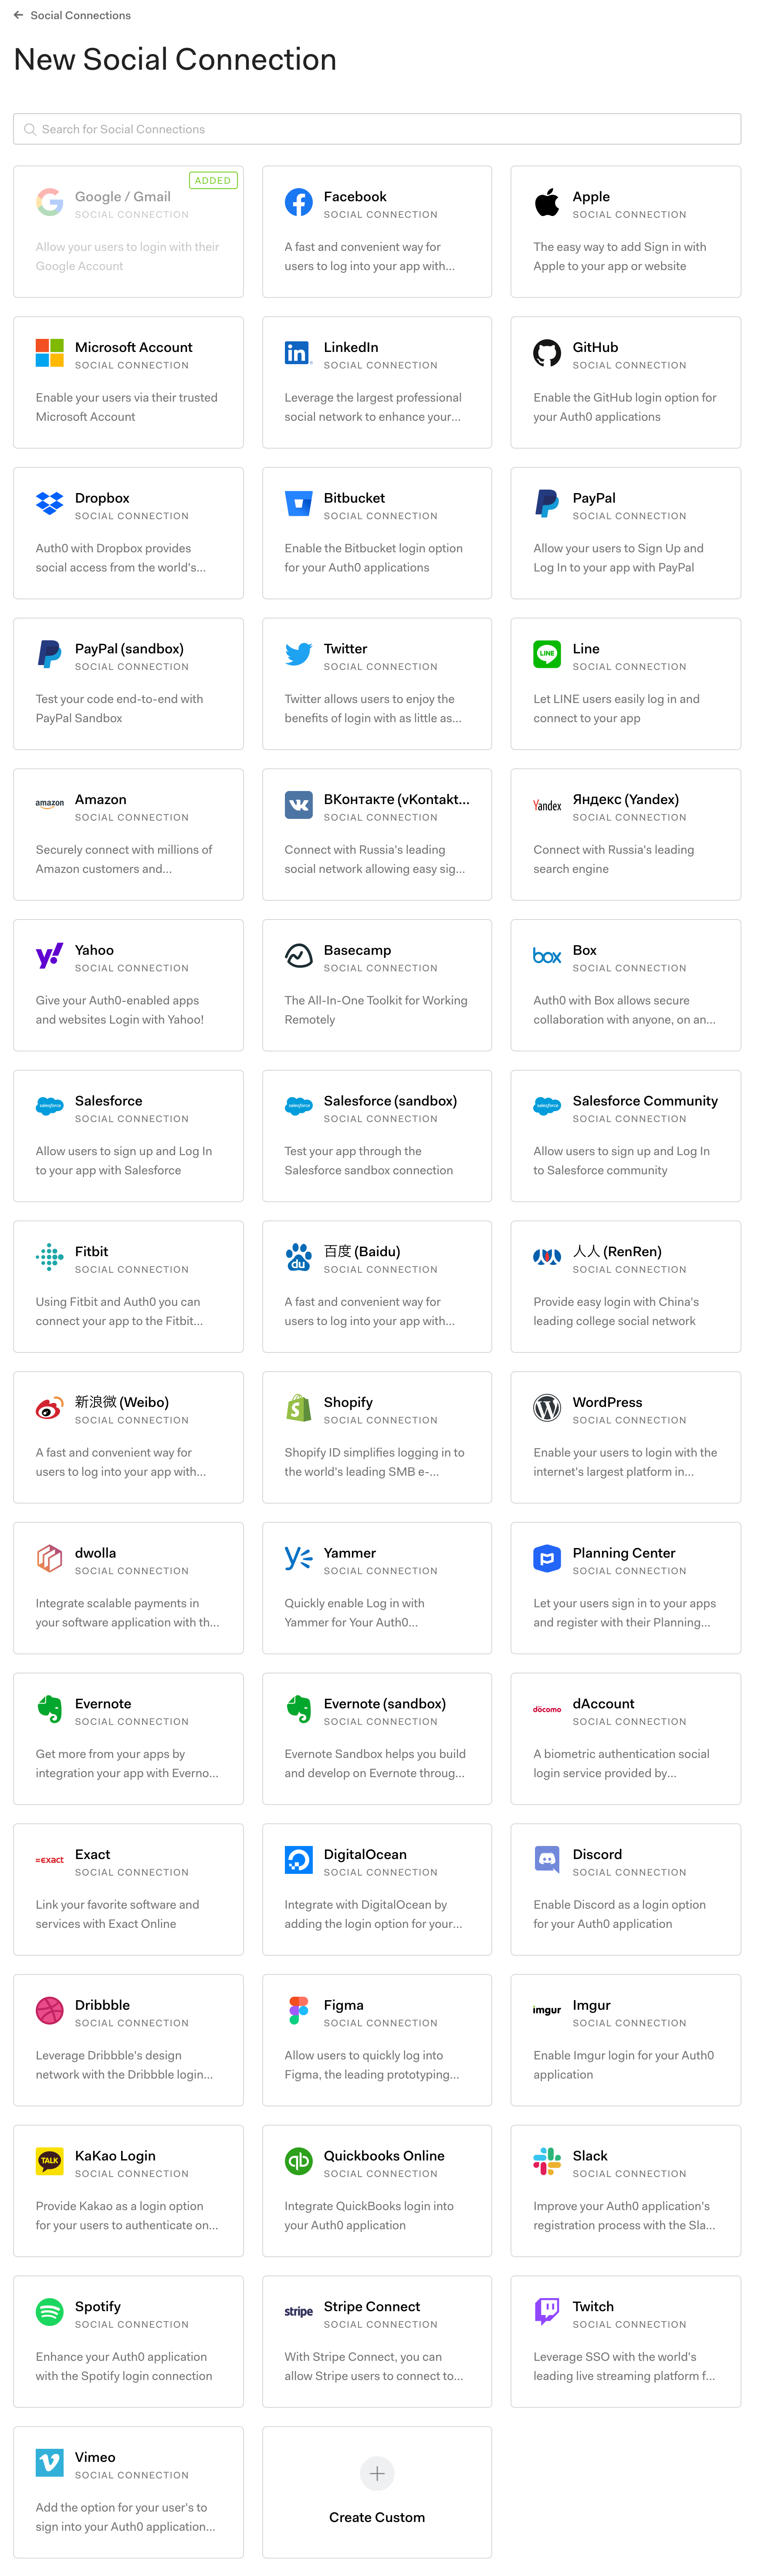 Social Connections
New Social Connection
Search for Social Connections
ADDED
Google / Gmail
SOCIAL CONNECTION
Allow your users to login with their
Google Account
Facebook
SOCIAL CONNECTION
A fast and convenient way for
users to log into your app with...
Apple
SOCIAL CONNECTION
The easy way to add Sign in with
Apple to your app or website
Microsoft Account
SOCIAL CONNECTION
Enable your users via their trusted
Microsoft Account
in
LinkedIn
SOCIAL CONNECTION
Leverage the largest professional
social network to enhance your...
GitHub
SOCIAL CONNECTION
Enable the GitHub login option for
your Auth0 applications
Dropbox
SOCIAL CONNECTION
Auth0 with Dropbox provides
social access from the world's...
Bitbucket
SOCIAL CONNECTION
Enable the Bitbucket login option
for your Auth0 applications
PayPal
SOCIAL CONNECTION
Allow your users to Sign Up and
Log In to your app with PayPal
PayPal (sandbox)
SOCIAL CONNECTION
Test your code end-to-end with
PayPal Sandbox
Twitter
SOCIAL CONNECTION
Twitter allows users to enjoy the
benefits of login with as little as...
LINE
Line
SOCIAL CONNECTION
Let LINE users easily log in and
connect to your app
amazon
Amazon
SOCIAL CONNECTION
Securely connect with millions of
Amazon customers and...
ВКонтакте (vKontakt...
SOCIAL CONNECTION
Connect with Russia's leading
social network allowing easy sig...
Yandex
Яндекс (Yandex)
SOCIAL CONNECTION
Connect with Russia's leading
search engine
y!
Yahoo
SOCIAL CONNECTION
Give your Auth0-enabled apps
and websites Login with Yahoo!
Basecamp
SOCIAL CONNECTION
The All-In-One Toolkit for Working
Remotely
box
Box
SOCIAL CONNECTION
Auth0 with Box allows secure
collaboration with anyone, on an...
salesforce
Salesforce
SOCIAL CONNECTION
Allow users to sign up and Log In
to your app with Salesforce
salesforce
Salesforce (sandbox)
SOCIAL CONNECTION
Test your app through the
Salesforce sandbox connection
salesforce
Salesforce Community
SOCIAL CONNECTION
Allow users to sign up and Log In
to Salesforce community
Fitbit
SOCIAL CONNECTION
Using Fitbit and Auth0 you can
connect your app to the Fitbit...
du
百度 (Baidu)
SOCIAL CONNECTION
A fast and convenient way for
users to log into your app with...
人人 (RenRen)
SOCIAL CONNECTION
Provide easy login with China's
leading college social network
新浪微 (Weibo)
SOCIAL CONNECTION
A fast and convenient way for
users to log into your app with...
Shopify
SOCIAL CONNECTION
Shopify ID simplifies logging in to
the world's leading SMB e-...
WordPress
SOCIAL CONNECTION
Enable your users to login with the
internet's largest platform in...
dwolla
SOCIAL CONNECTION
Integrate scalable payments in
your software application with th...
Yammer
SOCIAL CONNECTION
Quickly enable Log in with
Yammer for Your Auth0...
Planning Center
SOCIAL CONNECTION
Let your users sign in to your apps
and register with their Planning...
Evernote
SOCIAL CONNECTION
Get more from your apps by
integration your app with Everno...
Evernote (sandbox)
SOCIAL CONNECTION
Evernote Sandbox helps you build
and develop on Evernote throug...
döcomo
dAccount
SOCIAL CONNECTION
A biometric authentication social
login service provided by...
=exact
Exact
SOCIAL CONNECTION
Link your favorite software and
services with Exact Online
DigitalOcean
SOCIAL CONNECTION
Integrate with DigitalOcean by
adding the login option for your...
Discord
SOCIAL CONNECTION
Enable Discord as a login option
for your Auth0 application
Dribbble
SOCIAL CONNECTION
Leverage Dribbble's design
network with the Dribbble login...
Figma
SOCIAL CONNECTION
Allow users to quickly log into
Figma, the leading prototyping...
imgur
Imgur
SOCIAL CONNECTION
Enable Imgur login for your Auth0
application
TALK
KaKao Login
SOCIAL CONNECTION
Provide Kakao as a login option
for your users to authenticate on...
qb
Quickbooks Online
SOCIAL CONNECTION
Integrate QuickBooks login into
your Auth0 application
Slack
SOCIAL CONNECTION
Improve your Auth0 application's
registration process with the Sla...
Spotify
SOCIAL CONNECTION
Enhance your Auth0 application
with the Spotify login connection
stripe
Stripe Connect
SOCIAL CONNECTION
With Stripe Connect, you can
allow Stripe users to connect to...
Twitch
SOCIAL CONNECTION
Leverage SSO with the world's
leading live streaming platform f...
Vimeo
SOCIAL CONNECTION
Add the option for your user's to
sign into your Auth0 application...
Create Custom